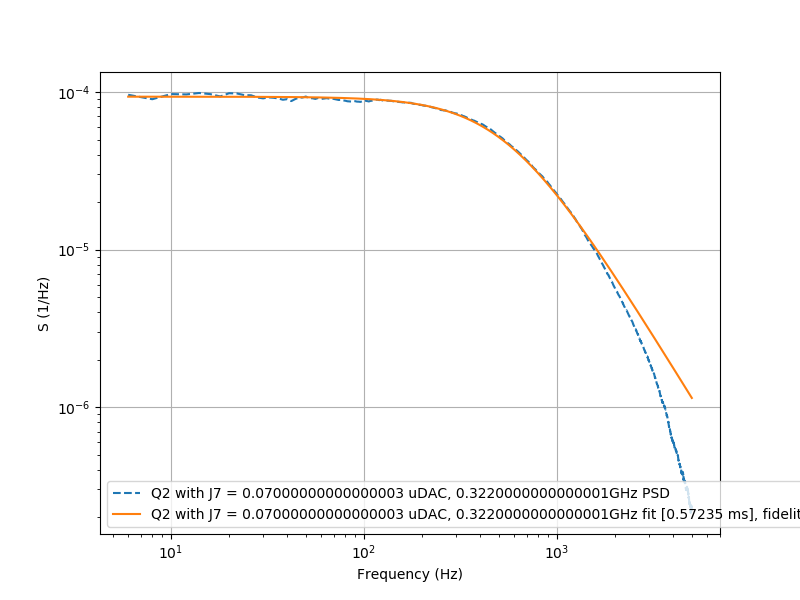 10⁻⁴
10⁻⁵
10⁻⁶
S (1/Hz)
Q2 with J7 = 0.07000000000000003 uDAC, 0.3220000000000001GHz PSD
Q2 with J7 = 0.07000000000000003 uDAC, 0.3220000000000001GHz fit [0.57235 ms], fidelit
10¹ 10² 10³
Frequency (Hz)